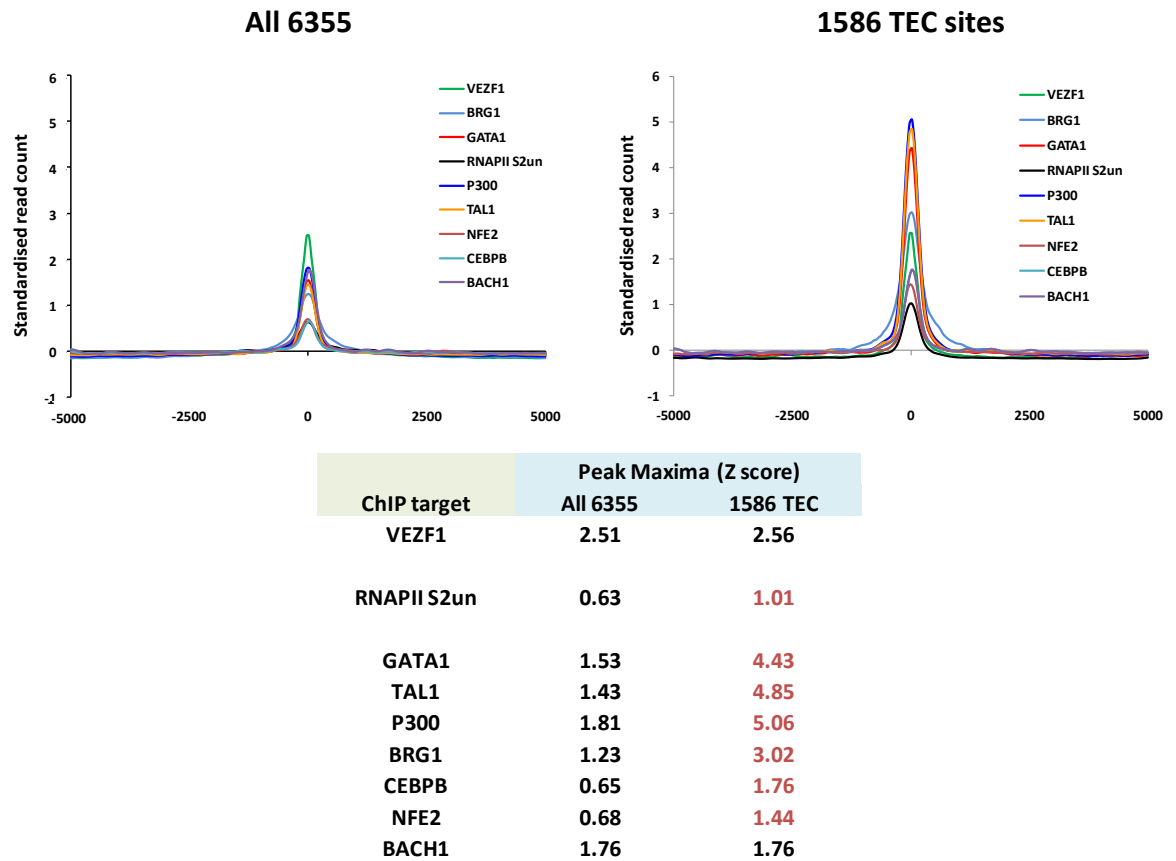 All 6355
1586 TEC sites
Standardised read count
6
5
4
3
2
1
0
-1
-5000 -2500 0 2500 5000
VEZF1
BRG1
GATA1
RNAPII S2un
P300
TAL1
NFE2
CEBPB
BACH1
Standardised read count
6
5
4
3
2
1
0
-1
-5000 -2500 0 2500 5000
VEZF1
BRG1
GATA1
RNAPII S2un
P300
TAL1
NFE2
CEBPB
BACH1
Peak Maxima (Z score)
ChIP target All 6355 1586 TEC
VEZF1 2.51 2.56
RNAPII S2un 0.63 1.01
GATA1 1.53 4.43
TAL1 1.43 4.85
P300 1.81 5.06
BRG1 1.23 3.02
CEBPB 0.65 1.76
NFE2 0.68 1.44
BACH1 1.76 1.76